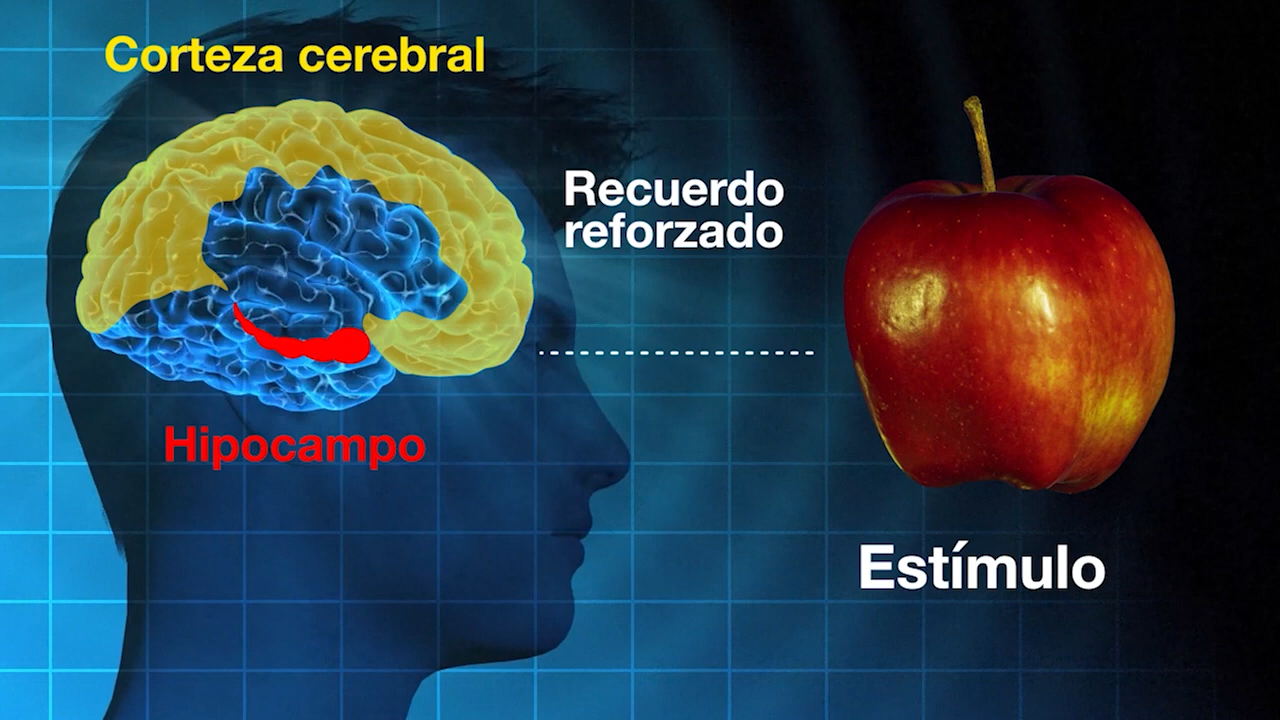 Corteza cerebral
Recuerdo
reforzado
Hipocampo
Estímulo